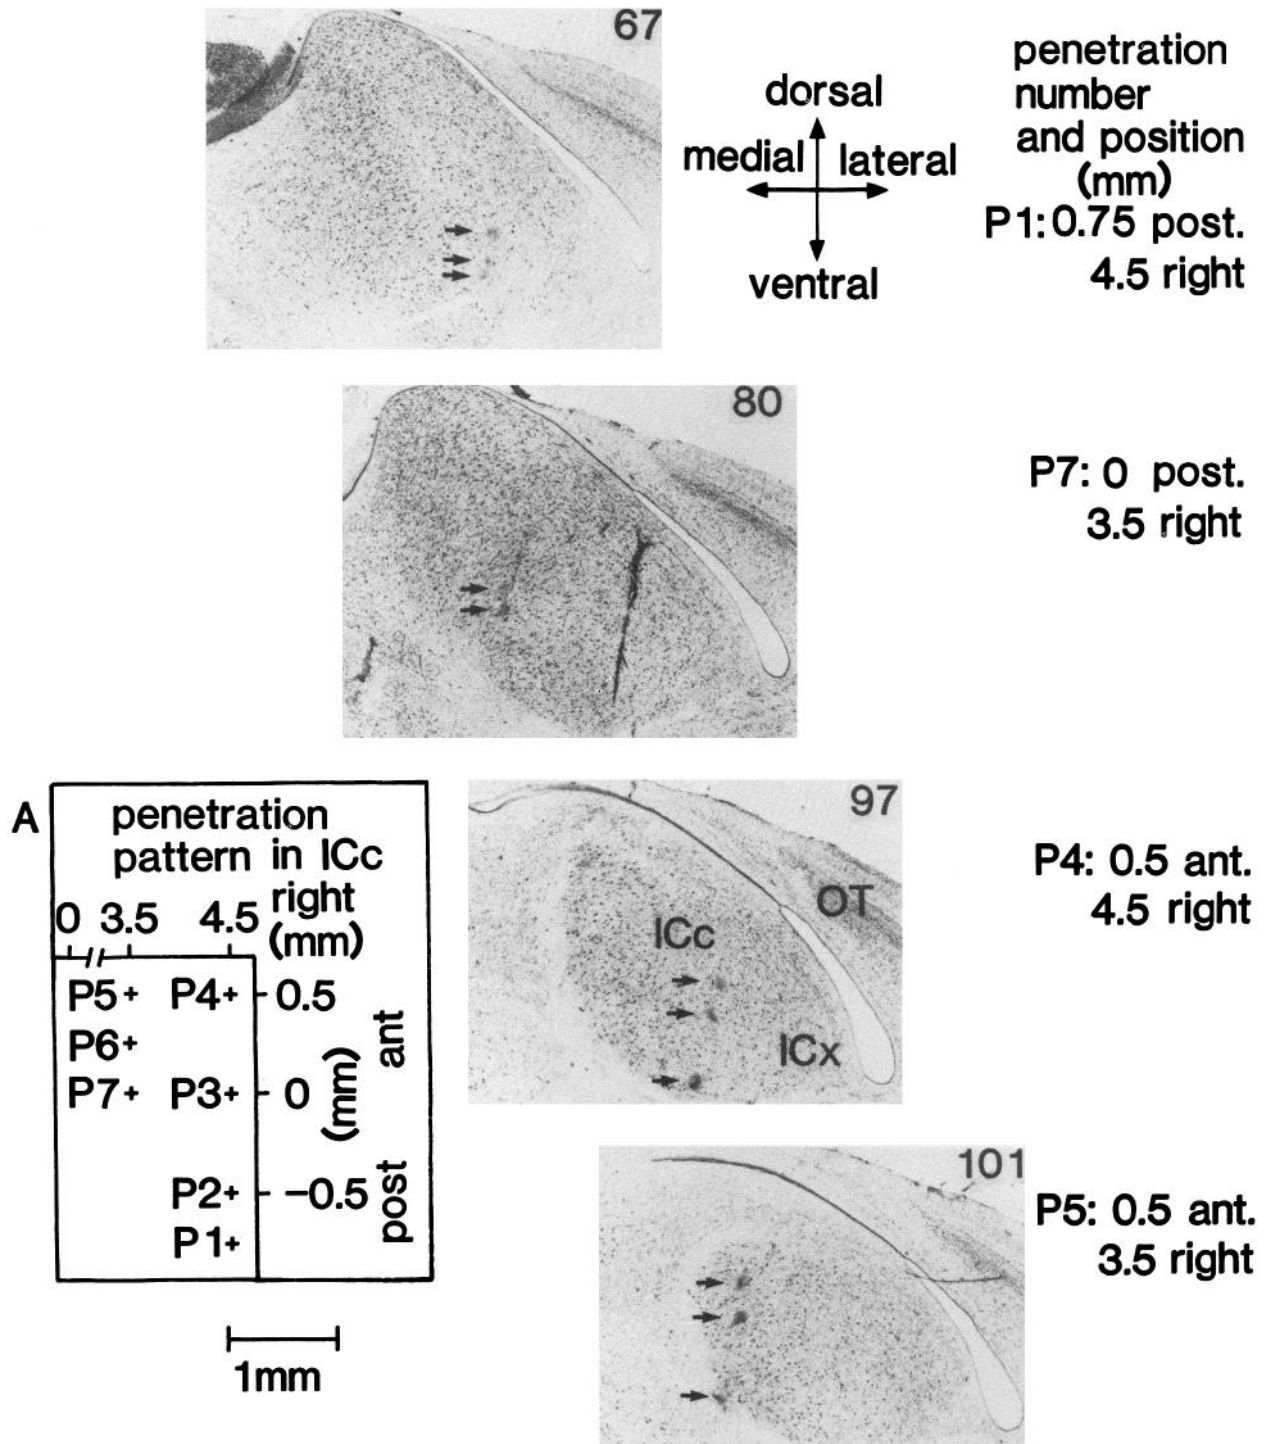 67
penetration
number
and position
(mm)
dorsal
medial lateral
ventral
P1: 0.75 post.
4.5 right
80
P7: 0 post.
3.5 right
97
OT
ICc
ICx
P4: 0.5 ant.
4.5 right
A
penetration
pattern in ICc
right
(mm)
0 3.5 4.5
P5+ P4+ 0.5
P6+
P7+ P3+ 0
P2+ −0.5
P1+
ant
(mm)
post
1mm
101
P5: 0.5 ant.
3.5 right